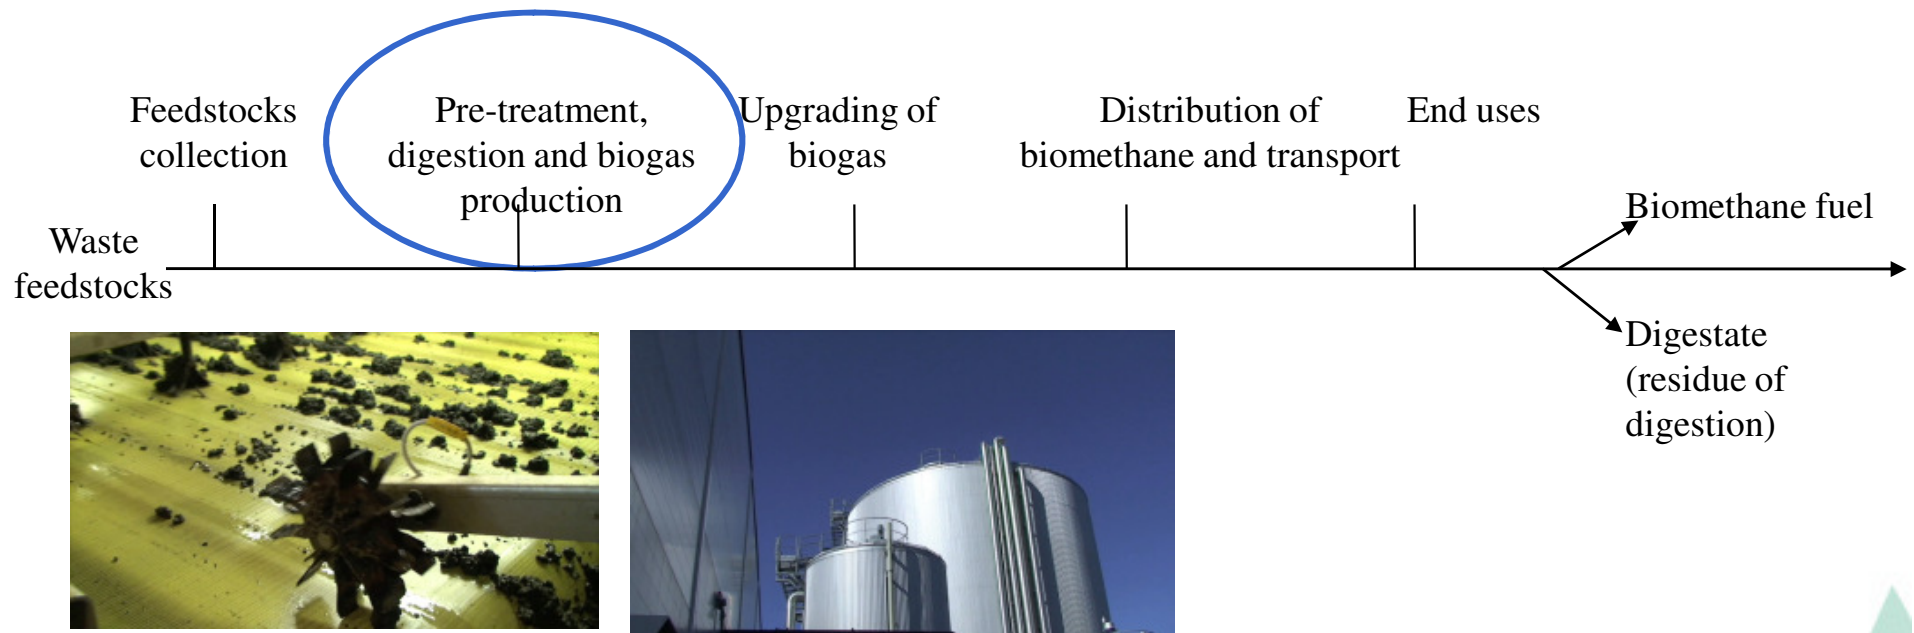 Feedstocks
collection
Pre-treatment,
digestion and biogas
production
Upgrading of
biogas
Distribution of
biomethane and transport
End uses
Waste
feedstocks
Biomethane fuel
Digestate
(residue of
digestion)